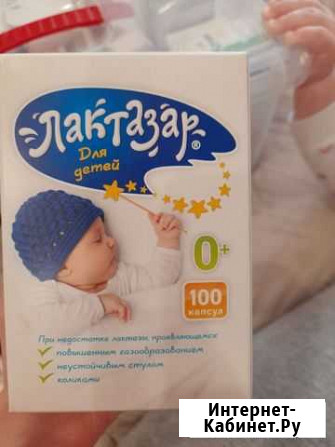 Лактазар®
Для
детей
0+
100
капсул
При недостатке лактазы, проявляющемся:
повышенным газообразованием
неустойчивым стулом
коликами
Интернет-
Кабинет.Ру